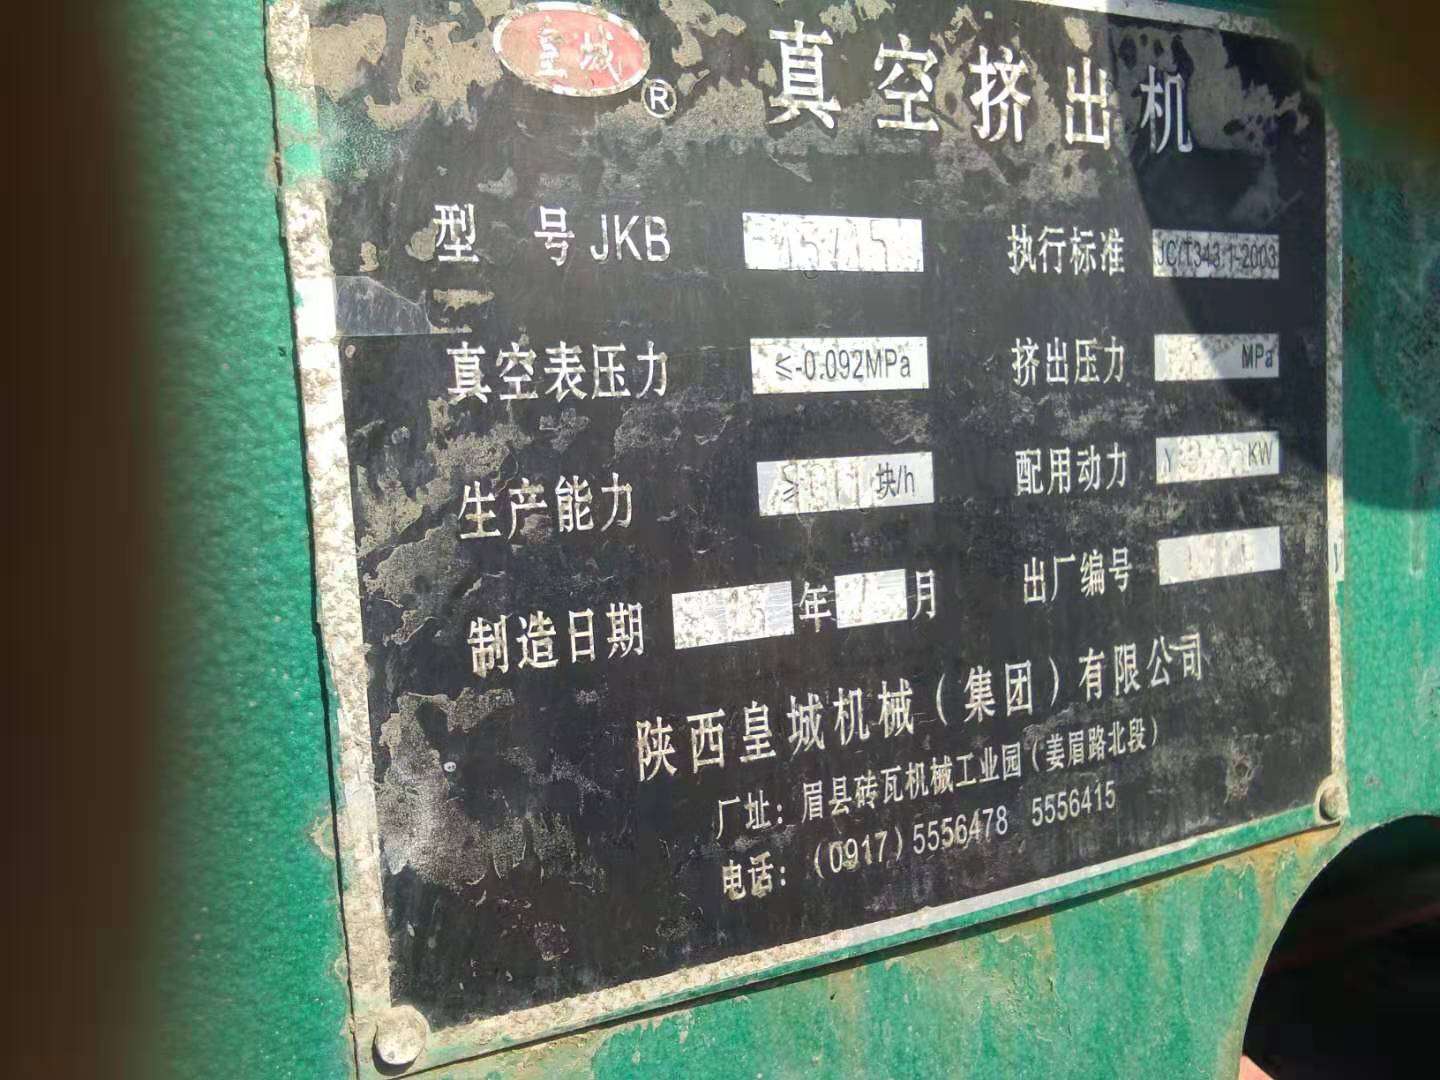 皇城 ® 真空挤出机
型 号 JKB 执行标准 JC/T343.1-2003
真空表压力 ≤-0.092MPa 挤出压力 MPa
生产能力 ≥ 块/h 配用动力 KW
制造日期 年 月 出厂编号
陕西皇城机械（集团）有限公司
厂址：眉县砖瓦机械工业园（姜眉路北段）
电话：（0917）5556478 5556415